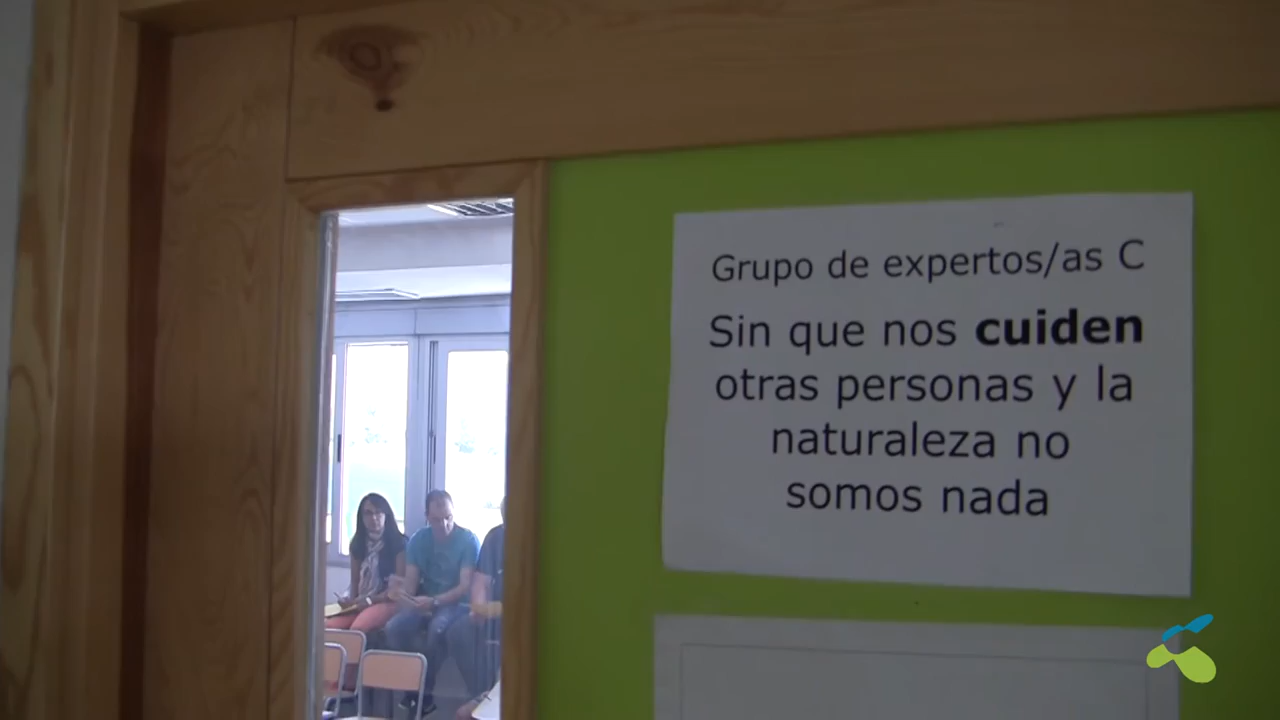 Grupo de expertos/as C
Sin que nos cuiden
otras personas y la
naturaleza no
somos nada